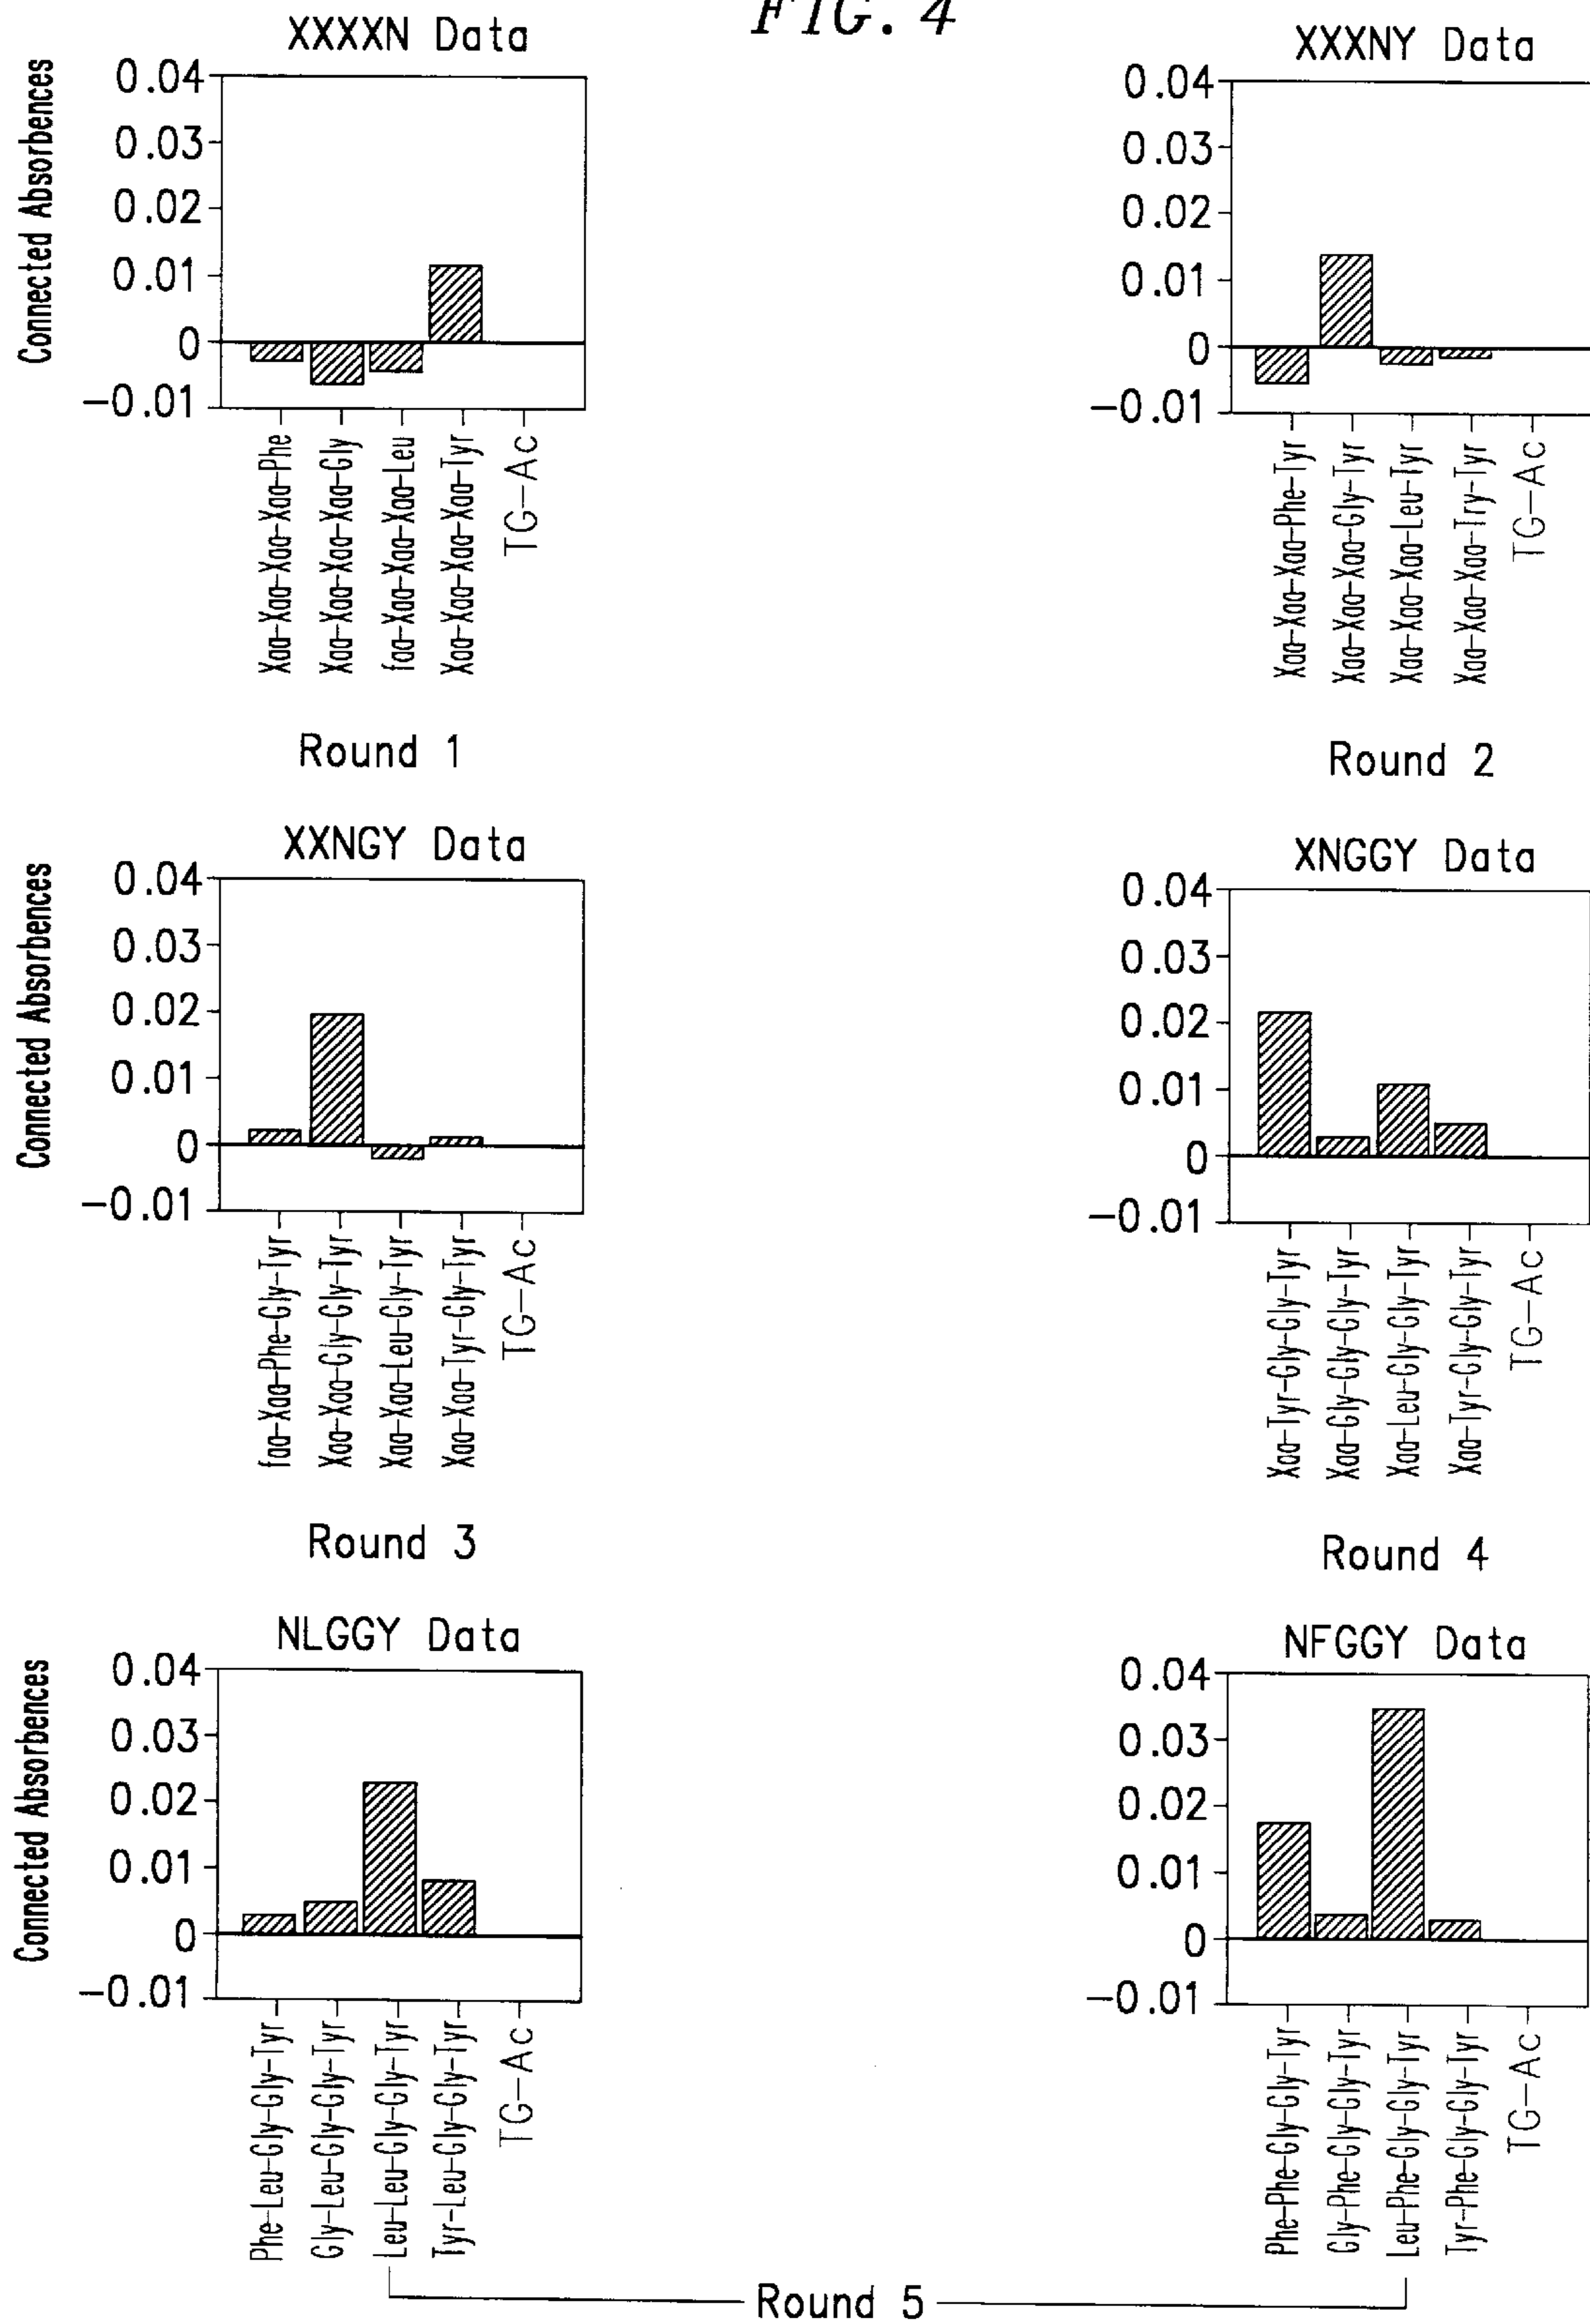 FIG. 4
XXXXN Data
Connected Absorbences
0.04
0.03
0.02
0.01
0
-0.01
Xaa-Xaa-Xaa-Xaa-Phe
Xaa-Xaa-Xaa-Xaa-Gly
faa-Xaa-Xaa-Xaa-Leu
Xaa-Xaa-Xaa-Xaa-Tyr
TG-Ac
Round 1
XXXNY Data
0.04
0.03
0.02
0.01
0
-0.01
Xaa-Xaa-Xaa-Phe-Tyr
Xaa-Xaa-Xaa-Gly-Tyr
Xaa-Xaa-Xaa-Leu-Tyr
Xaa-Xaa-Xaa-Try-Tyr
TG-Ac
Round 2
XXNGY Data
Connected Absorbences
0.04
0.03
0.02
0.01
0
-0.01
faa-Xaa-Phe-Gly-Tyr
Xaa-Xaa-Gly-Gly-Tyr
Xaa-Xaa-Leu-Gly-Tyr
Xaa-Xaa-Tyr-Gly-Tyr
TG-Ac
Round 3
XNGGY Data
0.04
0.03
0.02
0.01
0
-0.01
Xaa-Tyr-Gly-Gly-Tyr
Xaa-Gly-Gly-Gly-Tyr
Xaa-Leu-Gly-Gly-Tyr
Xaa-Tyr-Gly-Gly-Tyr
TG-Ac
Round 4
NLGGY Data
Connected Absorbences
0.04
0.03
0.02
0.01
0
-0.01
Phe-Leu-Gly-Gly-Tyr
Gly-Leu-Gly-Gly-Tyr
Leu-Leu-Gly-Gly-Tyr
Tyr-Leu-Gly-Gly-Tyr
TG-Ac
NFGGY Data
0.04
0.03
0.02
0.01
0
-0.01
Phe-Phe-Gly-Gly-Tyr
Gly-Phe-Gly-Gly-Tyr
Leu-Phe-Gly-Gly-Tyr
Tyr-Phe-Gly-Gly-Tyr
TG-Ac
Round 5